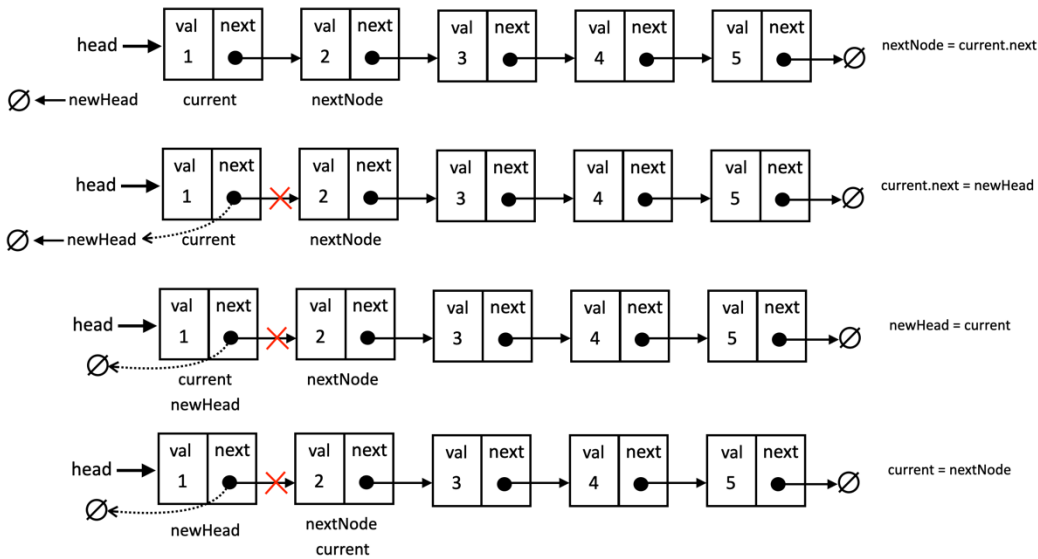 val next val next val next val next val next
head 1 2 3 4 5 nextNode = current.next
∅ newHead current nextNode
val next val next val next val next val next
head 1 2 3 4 5 current.next = newHead
∅ newHead current nextNode
val next val next val next val next val next
head 1 2 3 4 5 newHead = current
current nextNode
newHead
val next val next val next val next val next
head 1 2 3 4 5 current = nextNode
newHead nextNode
current